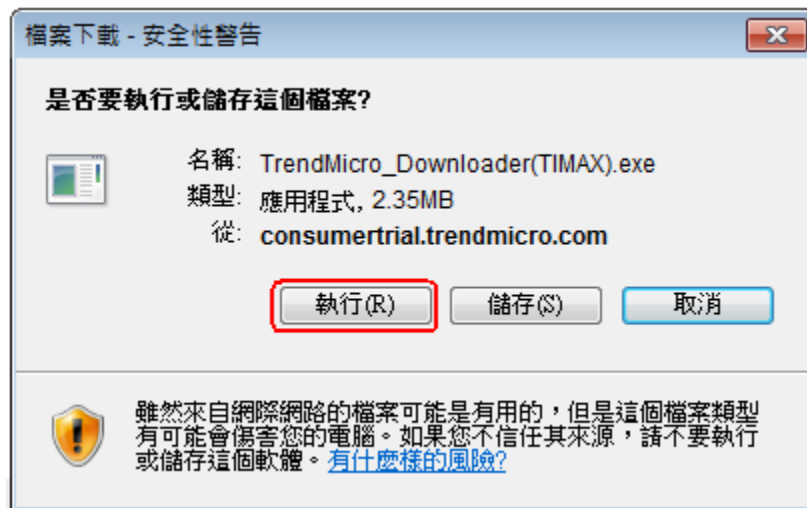 檔案下載 - 安全性警告
是否要執行或儲存這個檔案?
名稱: TrendMicro_Downloader(TIMAX).exe
類型: 應用程式, 2.35MB
從: consumertrial.trendmicro.com
執行(R) 儲存(S) 取消
雖然來自網際網路的檔案可能是有用的，但是這個檔案類型
有可能會傷害您的電腦。如果您不信任其來源，請不要執行
或儲存這個軟體。有什麼樣的風險?